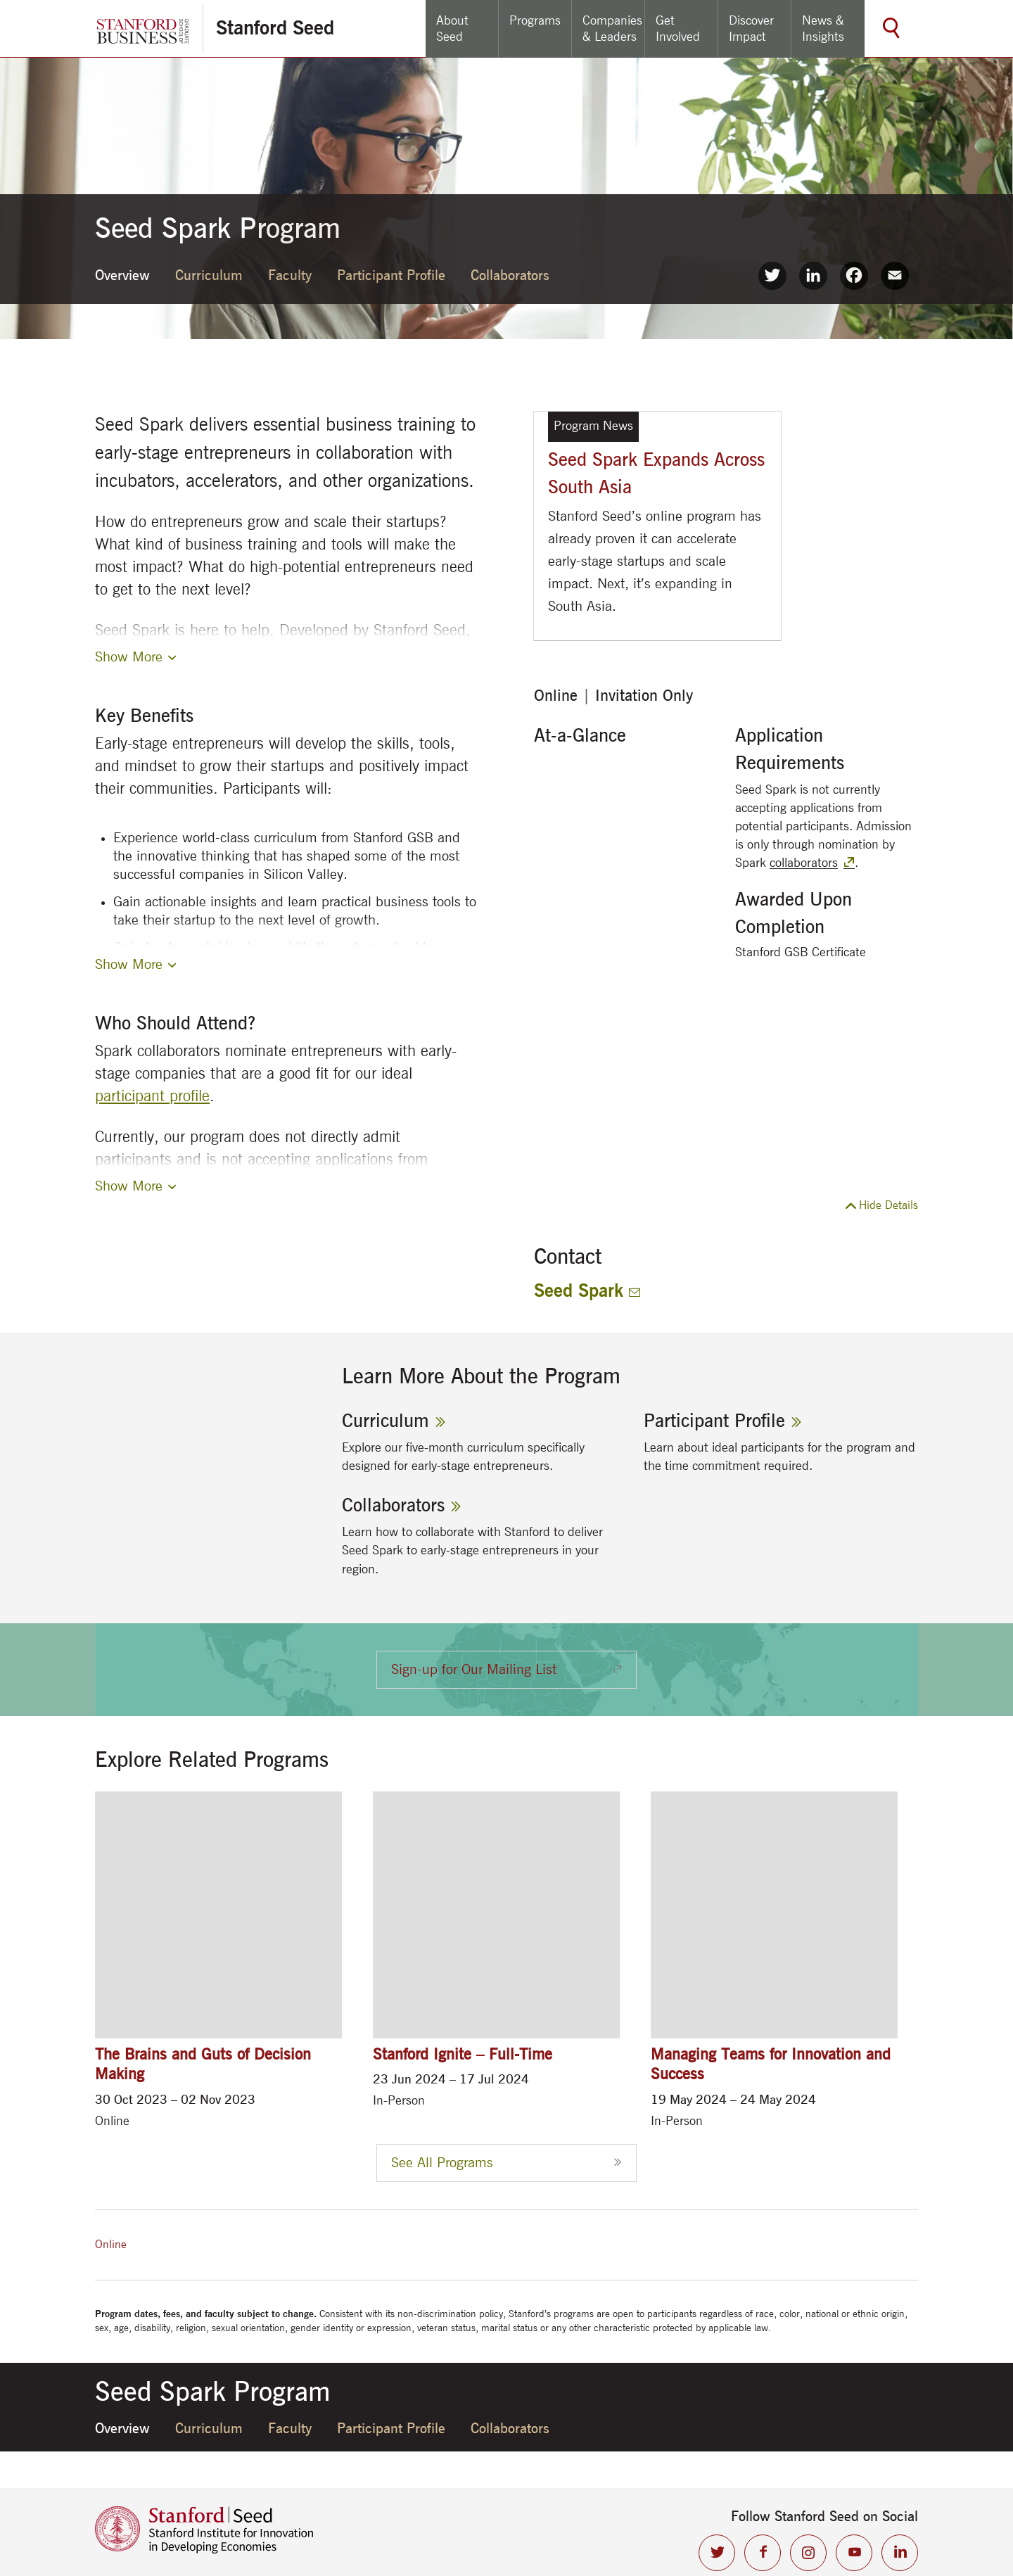 STANFORD
BUSINESS
GRADUATE
SCHOOL OF
Stanford Seed
About
Seed
Programs
Companies
& Leaders
Get
Involved
Discover
Impact
News &
Insights
Seed Spark Program
Overview Curriculum Faculty Participant Profile Collaborators
Seed Spark delivers essential business training to
early-stage entrepreneurs in collaboration with
incubators, accelerators, and other organizations.
How do entrepreneurs grow and scale their startups?
What kind of business training and tools will make the
most impact? What do high-potential entrepreneurs need
to get to the next level?
Seed Spark is here to help. Developed by Stanford Seed,
Show More
Key Benefits
Early-stage entrepreneurs will develop the skills, tools,
and mindset to grow their startups and positively impact
their communities. Participants will:
• Experience world-class curriculum from Stanford GSB and
the innovative thinking that has shaped some of the most
successful companies in Silicon Valley.
• Gain actionable insights and learn practical business tools to
take their startup to the next level of growth.
Show More
Who Should Attend?
Spark collaborators nominate entrepreneurs with early-
stage companies that are a good fit for our ideal
participant profile.
Currently, our program does not directly admit
participants and is not accepting applications from
Show More
Program News
Seed Spark Expands Across
South Asia
Stanford Seed's online program has
already proven it can accelerate
early-stage startups and scale
impact. Next, it's expanding in
South Asia.
Online | Invitation Only
At-a-Glance
Application
Requirements
Seed Spark is not currently
accepting applications from
potential participants. Admission
is only through nomination by
Spark collaborators.
Awarded Upon
Completion
Stanford GSB Certificate
Hide Details
Contact
Seed Spark
Learn More About the Program
Curriculum
Explore our five-month curriculum specifically
designed for early-stage entrepreneurs.
Participant Profile
Learn about ideal participants for the program and
the time commitment required.
Collaborators
Learn how to collaborate with Stanford to deliver
Seed Spark to early-stage entrepreneurs in your
region.
Sign-up for Our Mailing List
Explore Related Programs
The Brains and Guts of Decision
Making
30 Oct 2023 – 02 Nov 2023
Online
Stanford Ignite – Full-Time
23 Jun 2024 – 17 Jul 2024
In-Person
Managing Teams for Innovation and
Success
19 May 2024 – 24 May 2024
In-Person
See All Programs
Online
Program dates, fees, and faculty subject to change. Consistent with its non-discrimination policy, Stanford's programs are open to participants regardless of race, color, national or ethnic origin,
sex, age, disability, religion, sexual orientation, gender identity or expression, veteran status, marital status or any other characteristic protected by applicable law.
Seed Spark Program
Overview Curriculum Faculty Participant Profile Collaborators
Stanford | Seed
Stanford Institute for Innovation
in Developing Economies
Follow Stanford Seed on Social